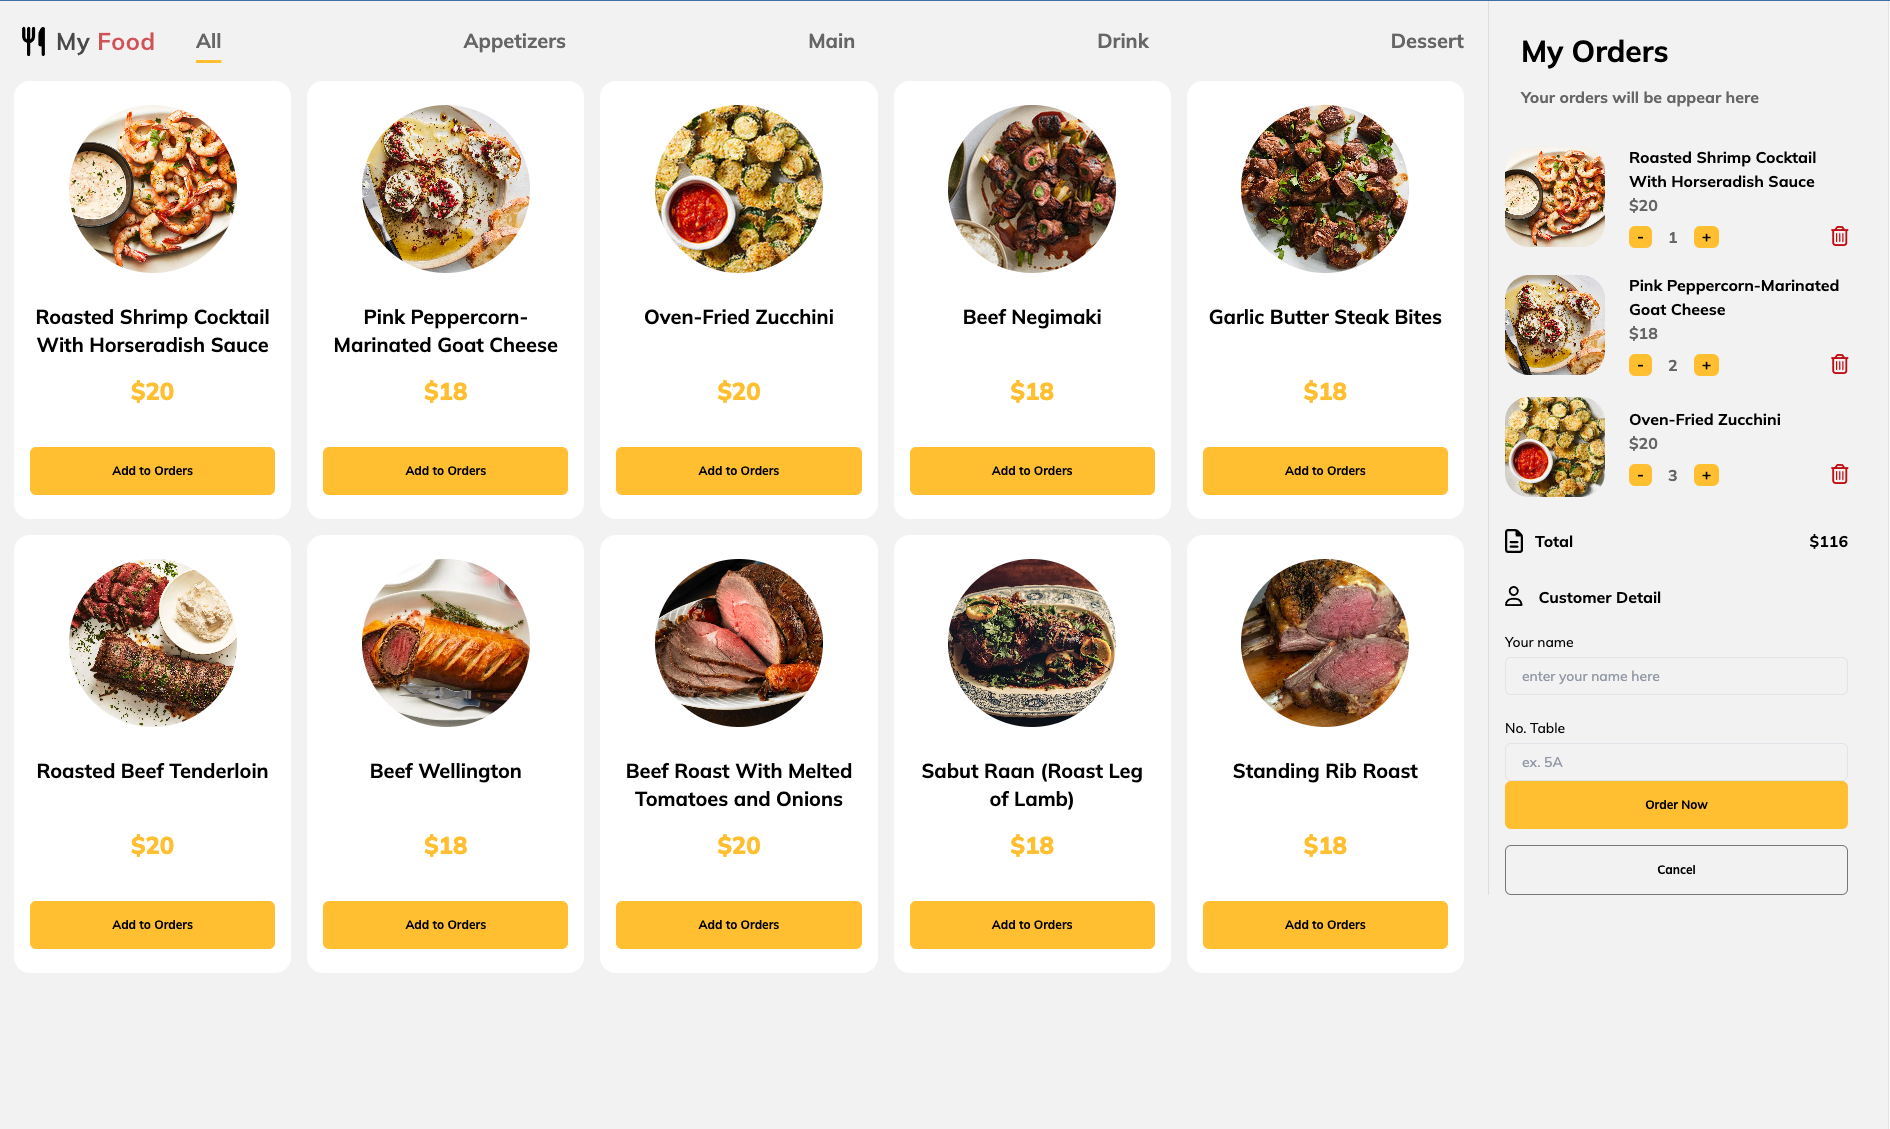 My Food
All
Appetizers
Main
Drink
Dessert
Roasted Shrimp Cocktail
With Horseradish Sauce
$20
Add to Orders
Pink Peppercorn-
Marinated Goat Cheese
$18
Add to Orders
Oven-Fried Zucchini
$20
Add to Orders
Beef Negimaki
$18
Add to Orders
Garlic Butter Steak Bites
$18
Add to Orders
Roasted Beef Tenderloin
$20
Add to Orders
Beef Wellington
$18
Add to Orders
Beef Roast With Melted
Tomatoes and Onions
$20
Add to Orders
Sabut Raan (Roast Leg
of Lamb)
$18
Add to Orders
Standing Rib Roast
$18
Add to Orders
My Orders
Your orders will be appear here
Roasted Shrimp Cocktail
With Horseradish Sauce
$20
- 1 +
Pink Peppercorn-Marinated
Goat Cheese
$18
- 2 +
Oven-Fried Zucchini
$20
- 3 +
Total $116
Customer Detail
Your name
enter your name here
No. Table
ex. 5A
Order Now
Cancel